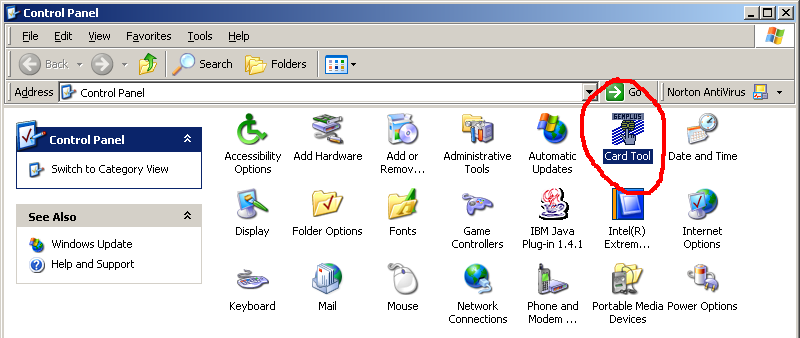 Control Panel
File Edit View Favorites Tools Help
Back Search Folders
Address Control Panel Go Norton AntiVirus
Control Panel
Switch to Category View
See Also
Windows Update
Help and Support
Accessibility Options
Add Hardware
Add or Remov...
Administrative Tools
Automatic Updates
GEMPLUS
Card Tool
Date and Time
Display
Folder Options
Fonts
Game Controllers
IBM Java Plug-in 1.4.1
Intel(R) Extrem...
Internet Options
Keyboard
Mail
Mouse
Network Connections
Phone and Modem ...
Portable Media Devices
Power Options